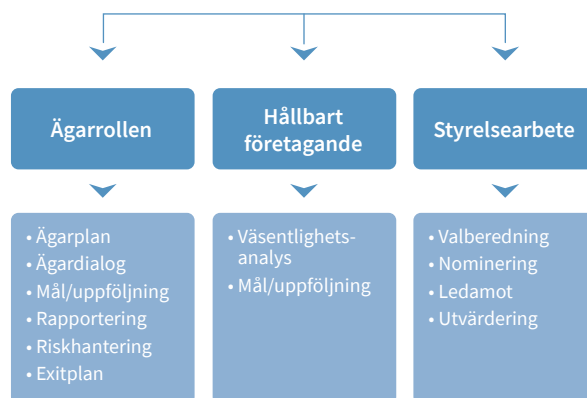 Ägarrollen
• Ägarplan
• Ägardialog
• Mål/uppföljning
• Rapportering
• Riskhantering
• Exitplan
Hållbart
företagande
• Väsentlighets-
analys
• Mål/uppföljning
Styrelsearbete
• Valberedning
• Nominering
• Ledamot
• Utvärdering